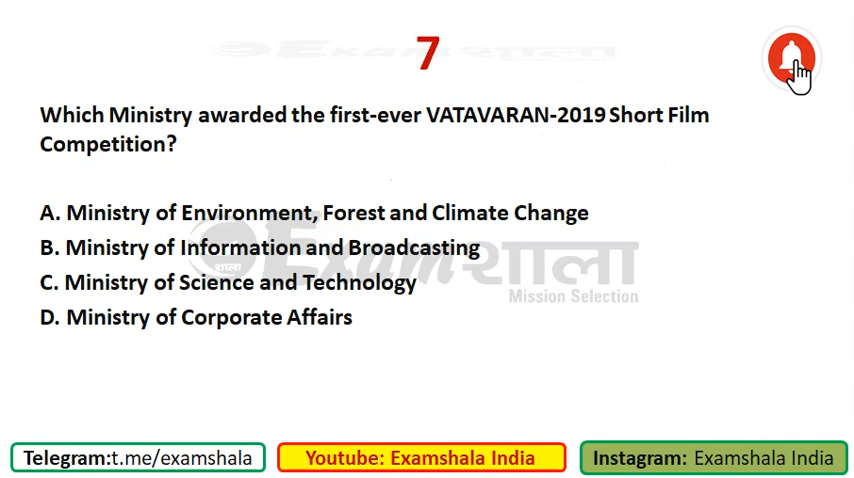 Examशाला
7
Which Ministry awarded the first-ever VATAVARAN-2019 Short Film
Competition?
A. Ministry of Environment, Forest and Climate Change
B. Ministry of Information and Broadcasting
C. Ministry of Science and Technology
D. Ministry of Corporate Affairs
शाला
Examशाला
Mission Selection
Telegram:t.me/examshala
Youtube: Examshala India
Instagram: Examshala India